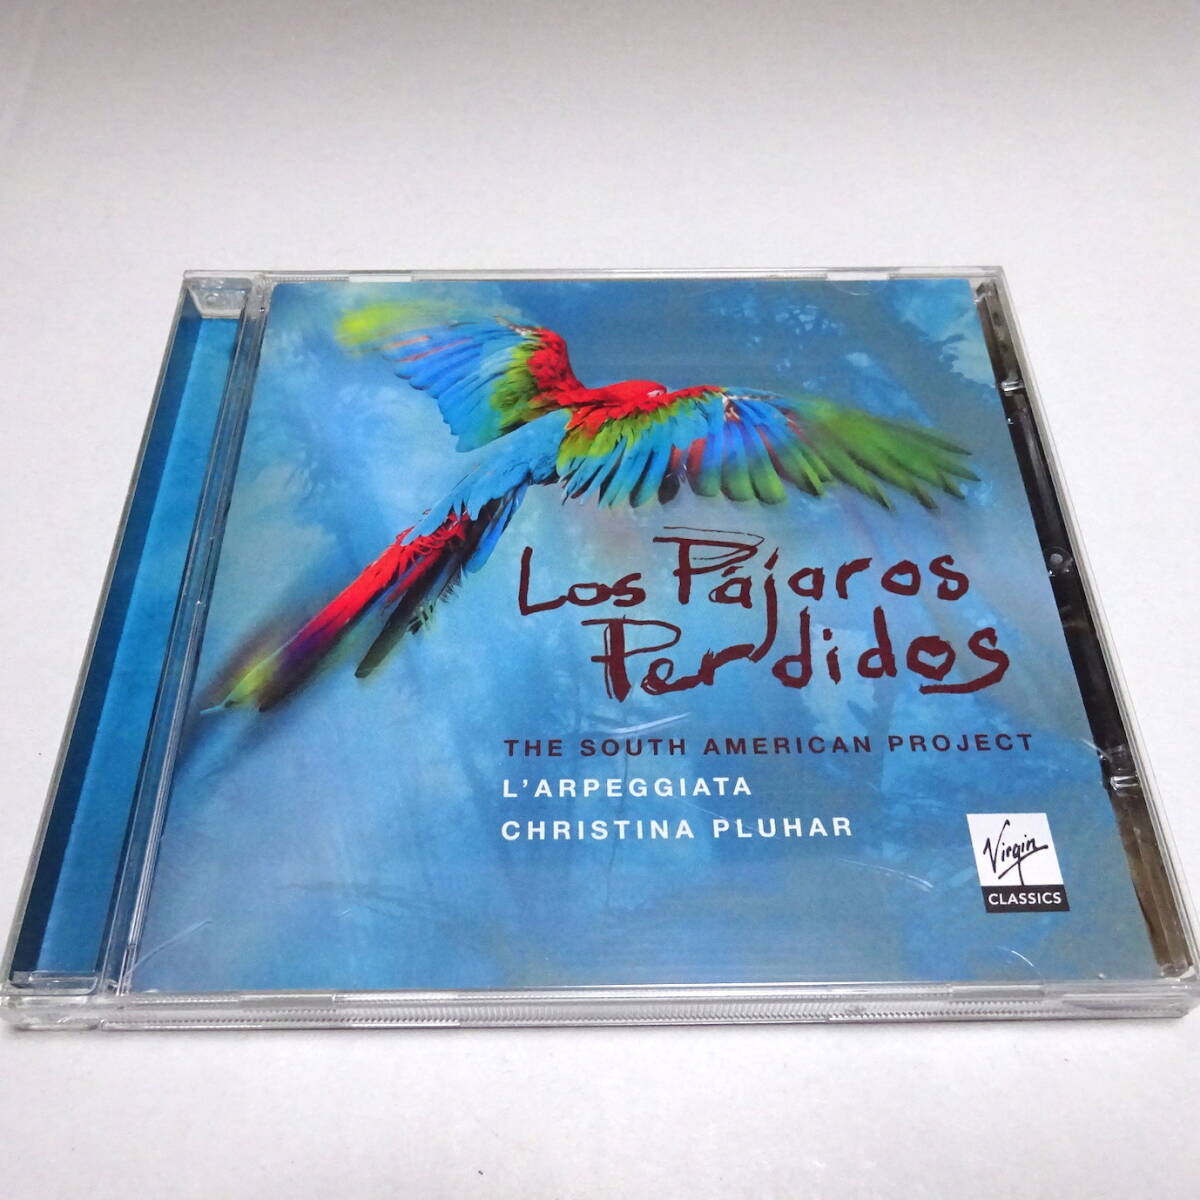 Los Pájaros
Perdidos
THE SOUTH AMERICAN PROJECT
L'ARPEGGIATA
CHRISTINA PLUHAR
Virgin
CLASSICS